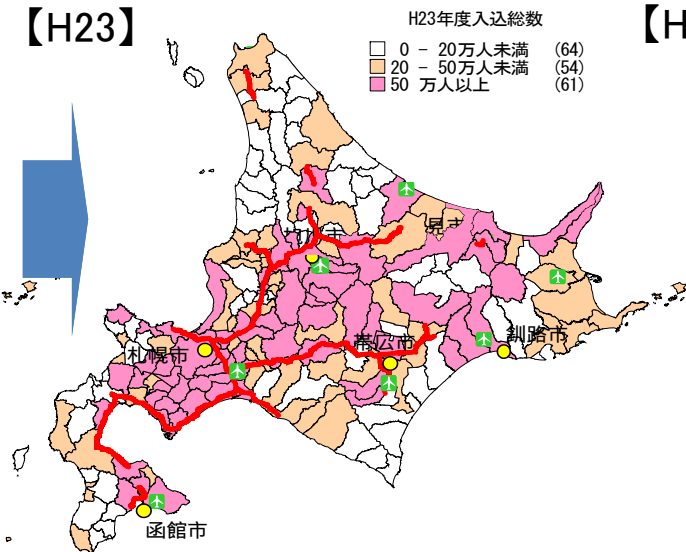 【H23】
【H
H23年度入込総数
0 - 20万人未満 (64)
20 - 50万人未満 (54)
50 万人以上 (61)
見市
帯広市
釧路市
札幌市
函館市